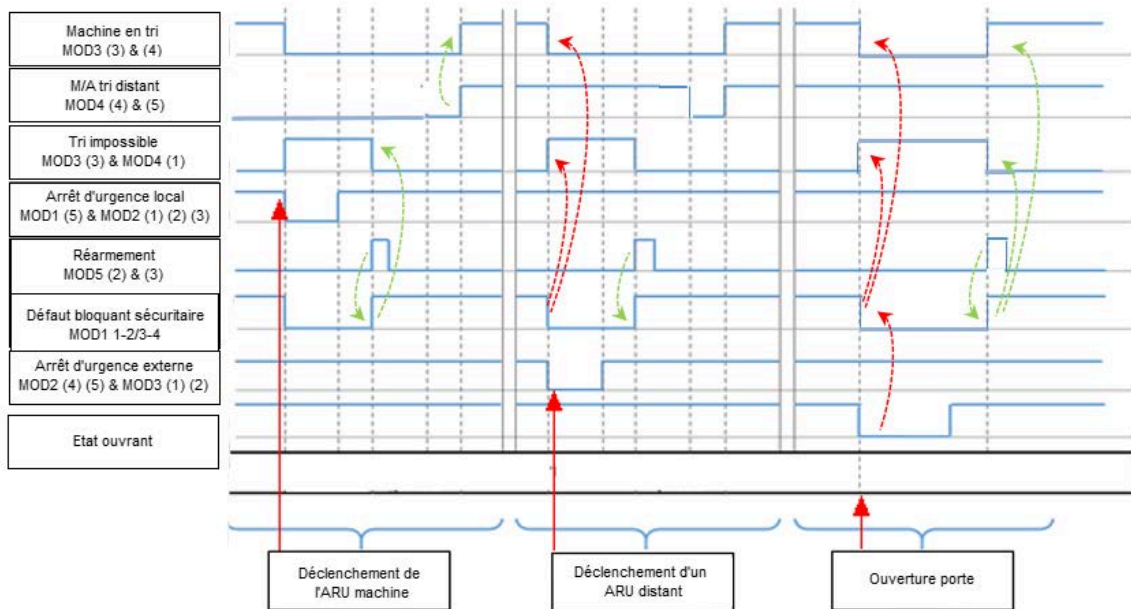 Machine en tri
MOD3 (3) & (4)
M/A tri distant
MOD4 (4) & (5)
Tri impossible
MOD3 (3) & MOD4 (1)
Arrêt d'urgence local
MOD1 (5) & MOD2 (1) (2) (3)
Réarmement
MOD5 (2) & (3)
Défaut bloquant sécuritaire
MOD1 1-2/3-4
Arrêt d'urgence externe
MOD2 (4) (5) & MOD3 (1) (2)
Etat ouvrant
Déclenchement de
l'ARU machine
Déclenchement d'un
ARU distant
Ouverture porte